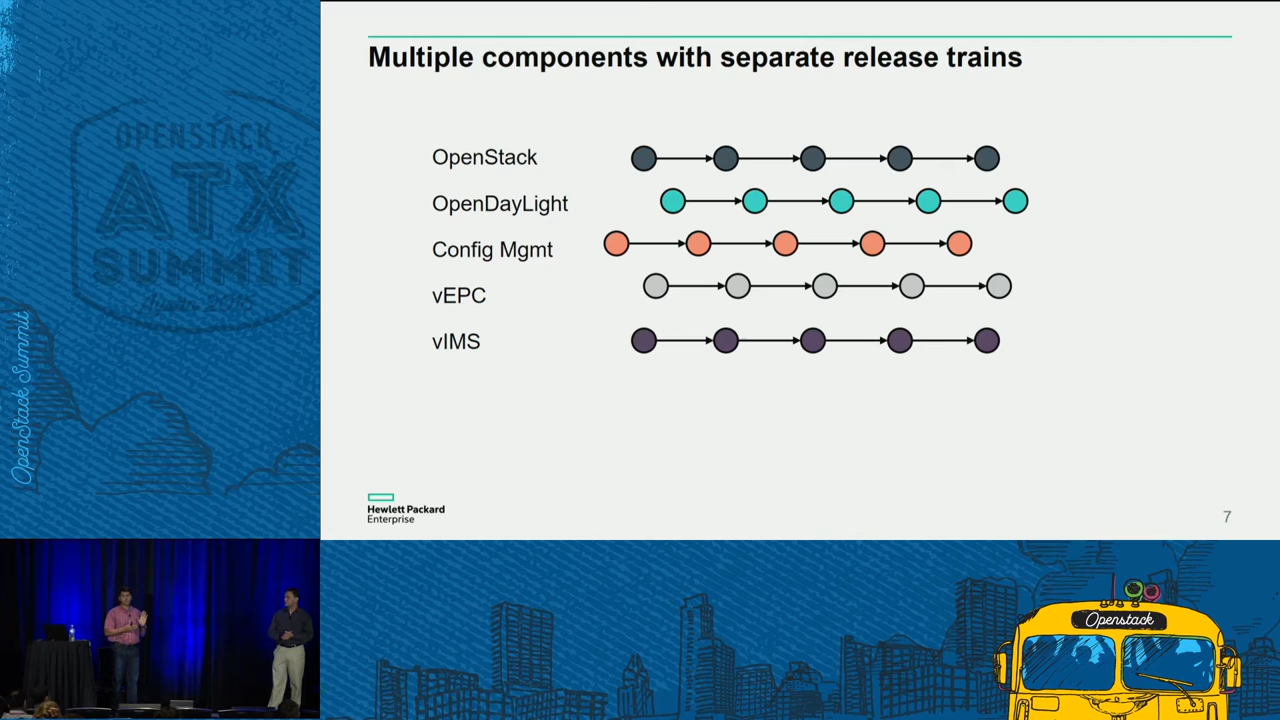 Multiple components with separate release trains
OpenStack
OpenDayLight
Config Mgmt
vEPC
vIMS
Hewlett Packard
Enterprise
7
OPENSTACK
ATX
SUMMIT
OpenStack Summit
Openstack